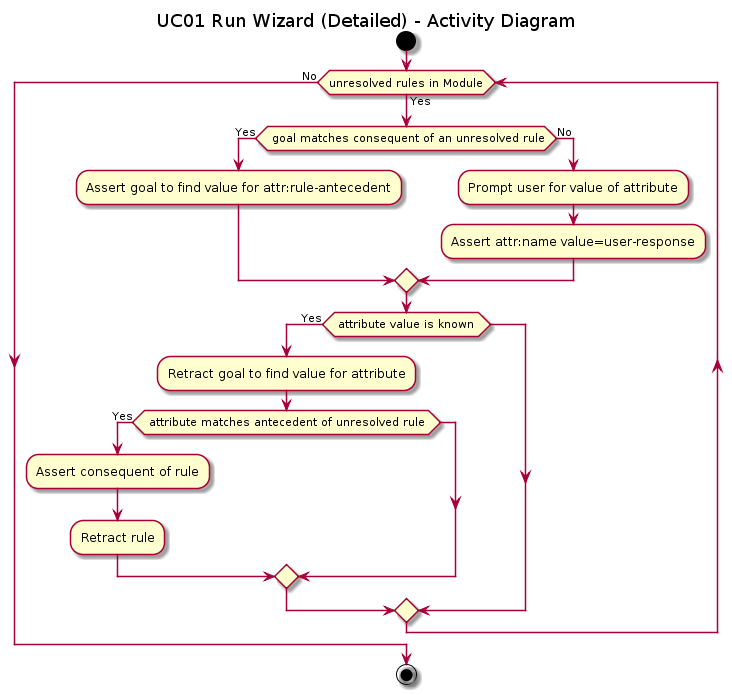 UC01 Run Wizard (Detailed) - Activity Diagram
No
unresolved rules in Module
Yes
Yes
goal matches consequent of an unresolved rule
No
Assert goal to find value for attr:rule-antecedent
Prompt user for value of attribute
Assert attr:name value=user-response
Yes
attribute value is known
Retract goal to find value for attribute
Yes
attribute matches antecedent of unresolved rule
Assert consequent of rule
Retract rule